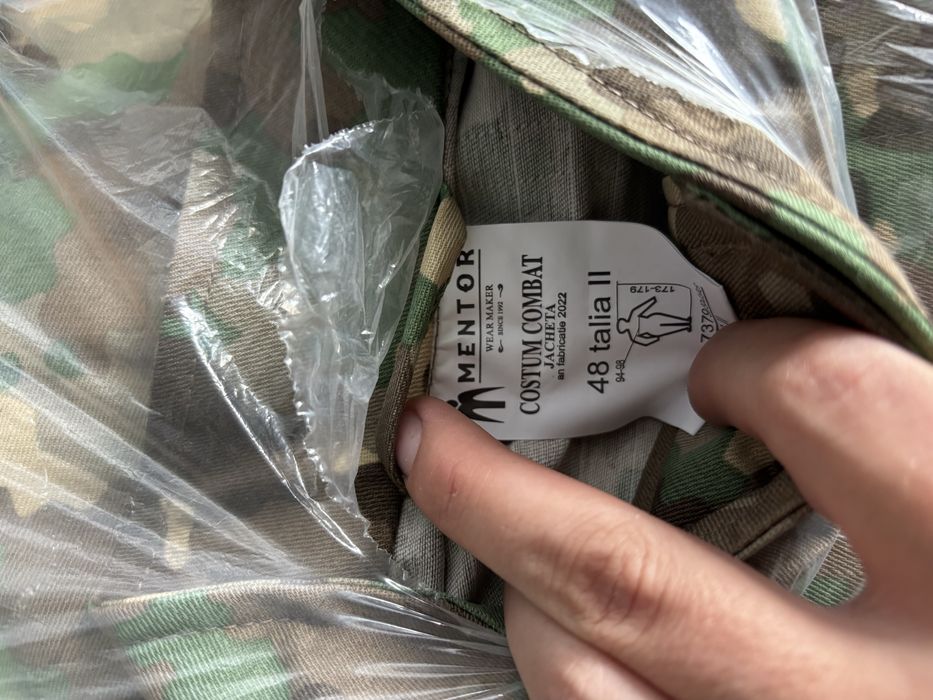 MENTOR
WEAR MAKER
SINCE 1992
COSTUM COMBAT
JACHETA
an fabricatie 2022
48 talia II
94-98
173-179